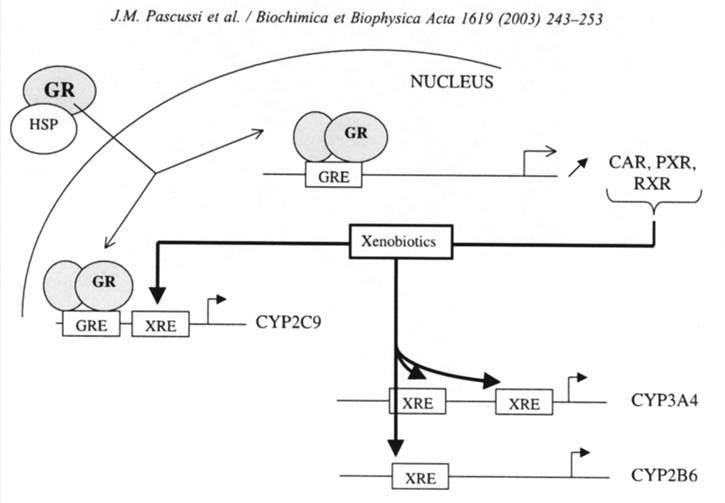 J.M. Pascussi et al. / Biochimica et Biophysica Acta 1619 (2003) 243–253
NUCLEUS
GR
HSP
GR
GRE
CAR, PXR,
RXR
Xenobiotics
GR
GRE
XRE
CYP2C9
XRE
XRE
CYP3A4
XRE
CYP2B6